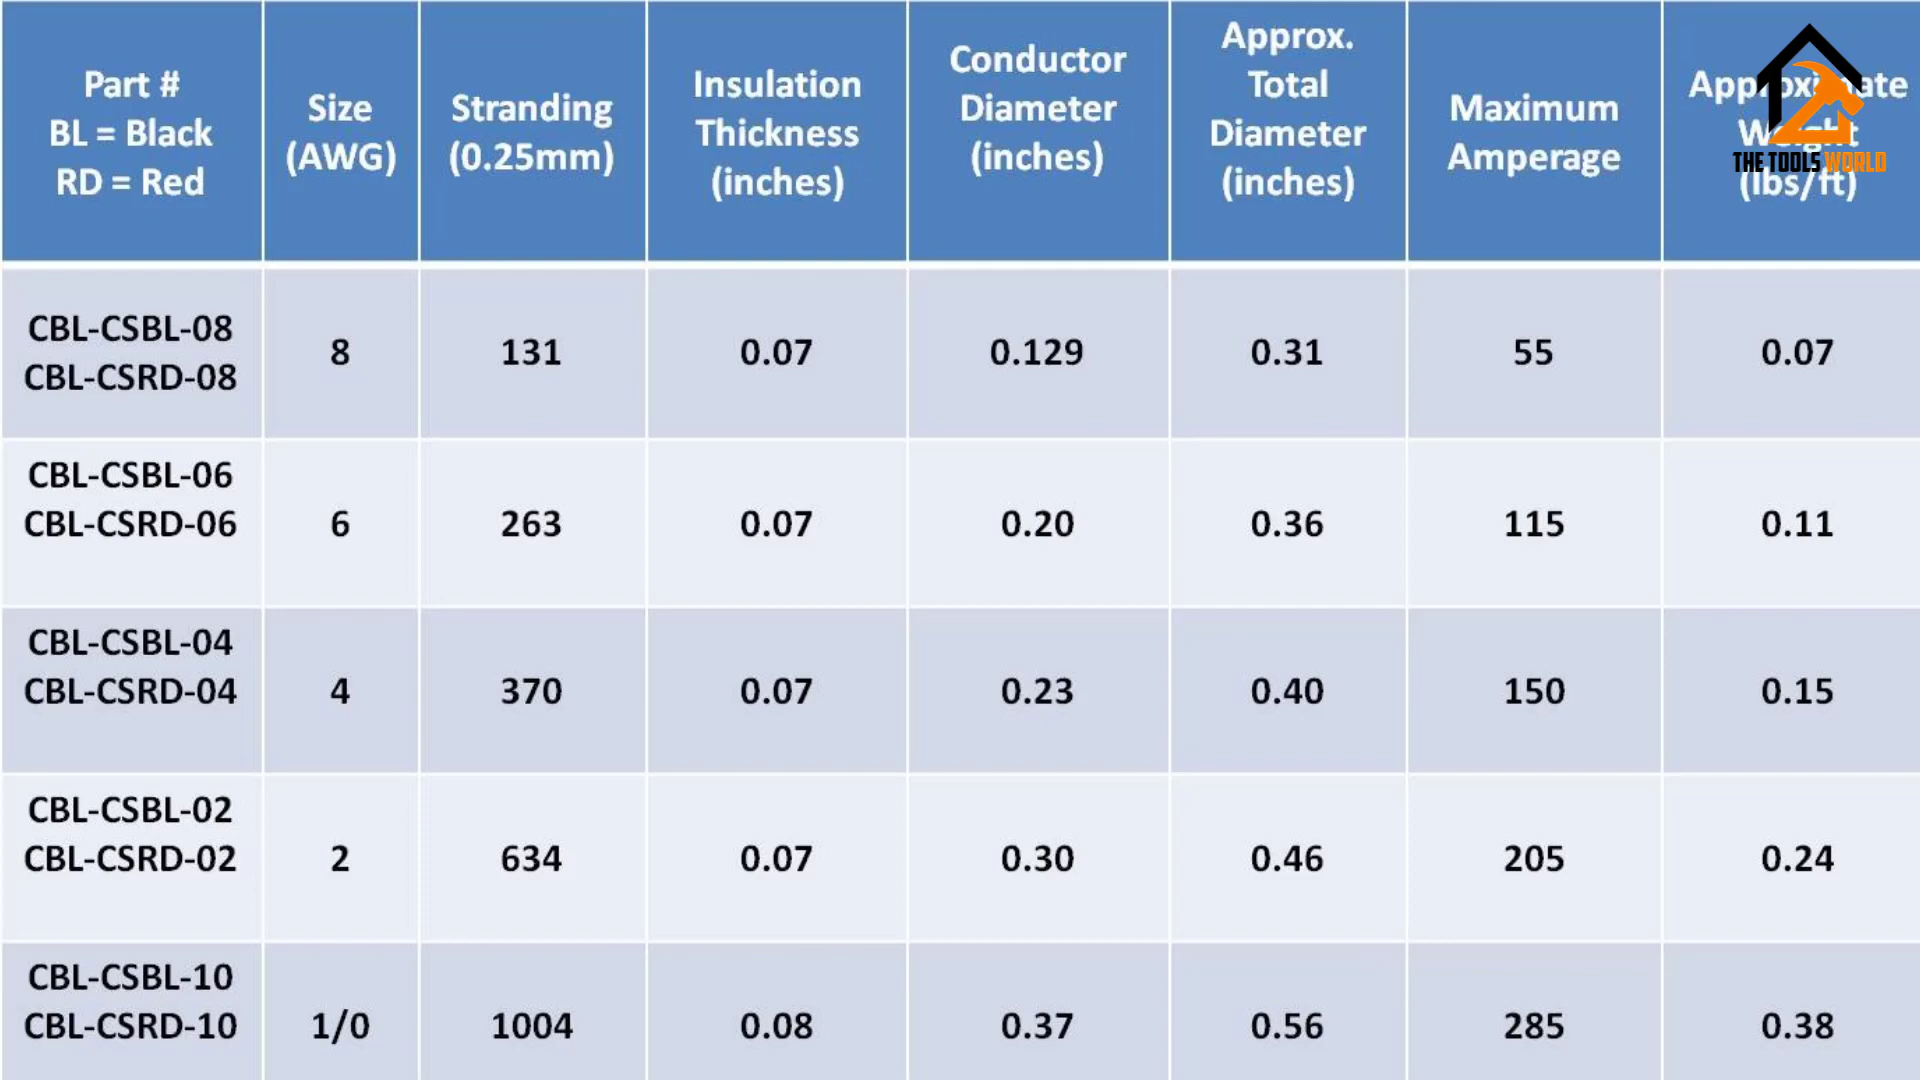 Part #
BL = Black
RD = Red
Size
(AWG)
Stranding
(0.25mm)
Insulation
Thickness
(inches)
Conductor
Diameter
(inches)
Approx.
Total
Diameter
(inches)
Maximum
Amperage
Approximate
Weight
(lbs/ft)
THE TOOLS WORLD
CBL-CSBL-08
CBL-CSRD-08
8
131
0.07
0.129
0.31
55
0.07
CBL-CSBL-06
CBL-CSRD-06
6
263
0.07
0.20
0.36
115
0.11
CBL-CSBL-04
CBL-CSRD-04
4
370
0.07
0.23
0.40
150
0.15
CBL-CSBL-02
CBL-CSRD-02
2
634
0.07
0.30
0.46
205
0.24
CBL-CSBL-10
CBL-CSRD-10
1/0
1004
0.08
0.37
0.56
285
0.38